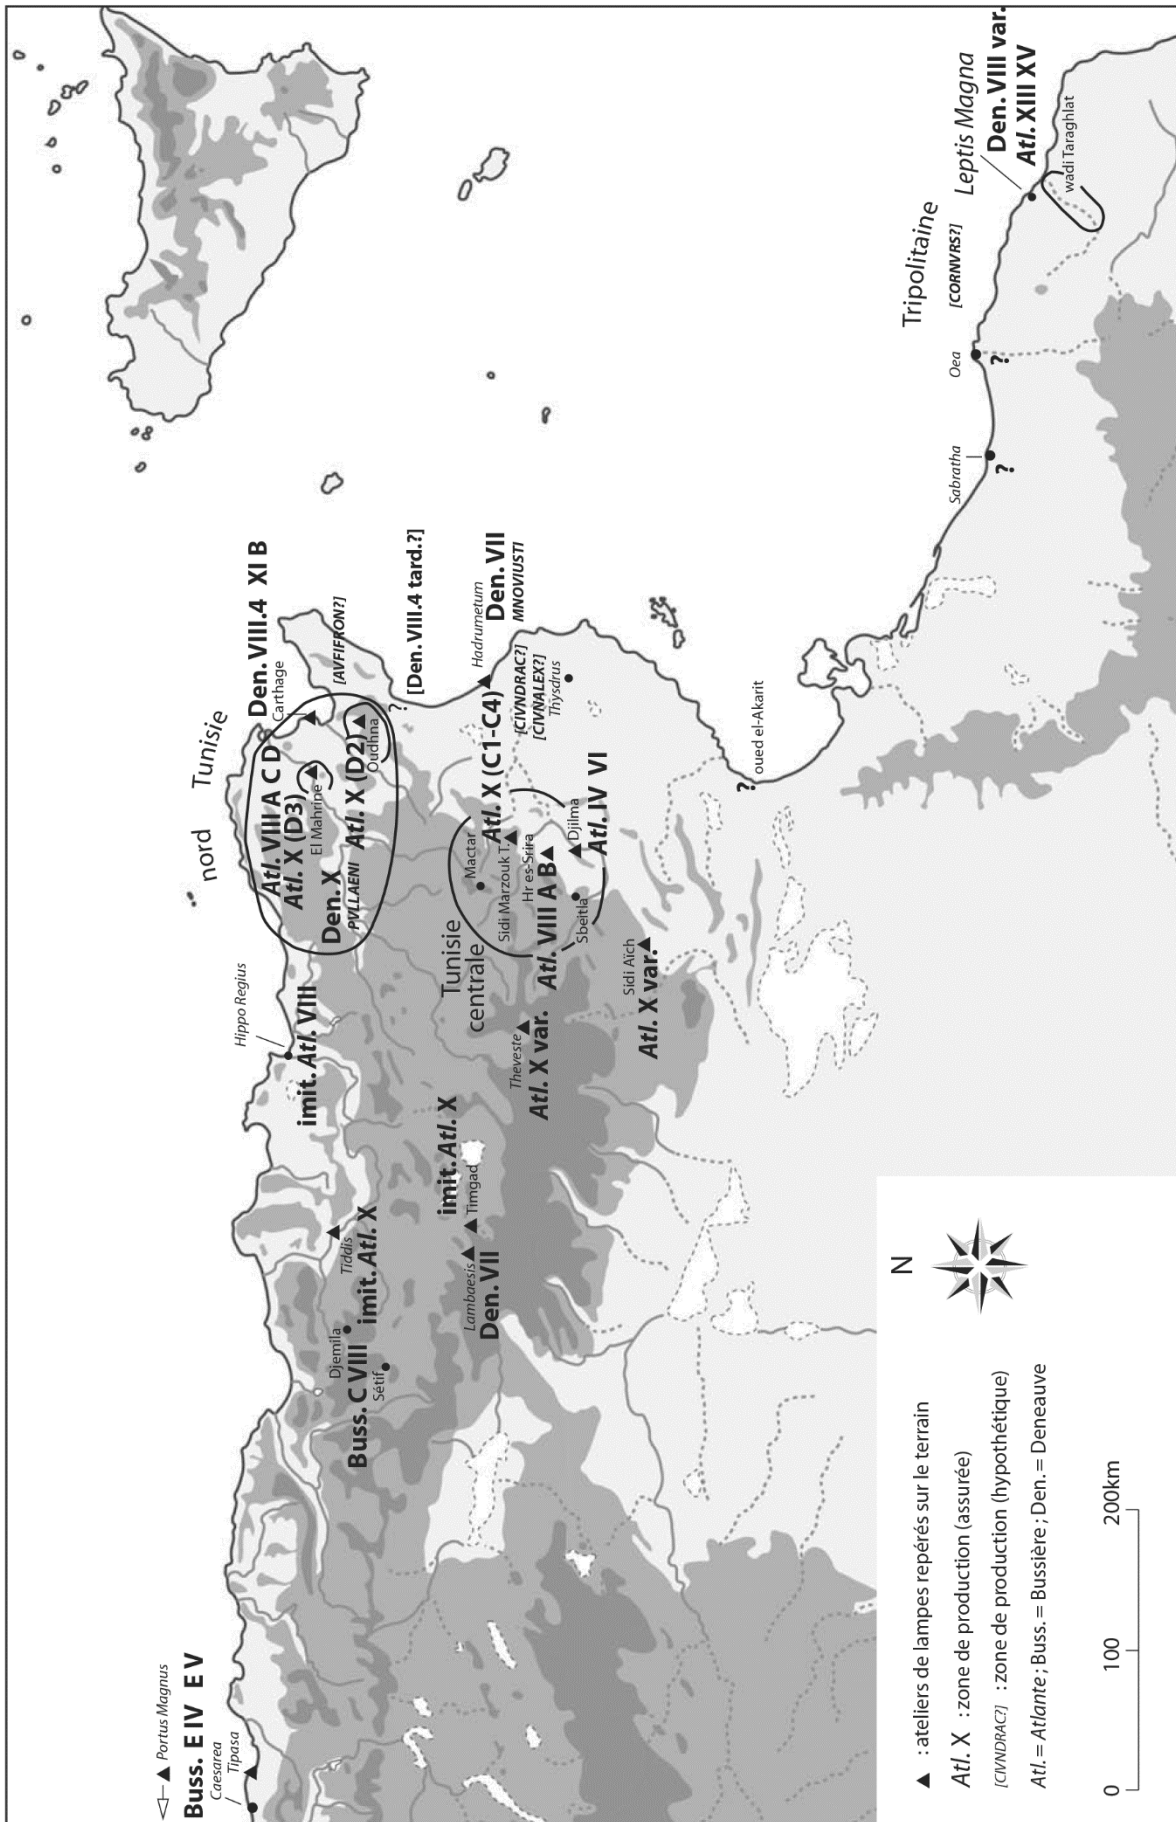 Portus Magnus
Buss. E IV E V
Caesarea
Tipasa
Djemila
Buss. C VIII
Sétif
Tiddis
imit. Atl. X
Lambaesis
Den. VII
Timgad
imit. Atl. X
Hippo Regius
imit. Atl. VIII
Theveste
Atl. X var.
Sidi Aïch
Atl. X var.
nord Tunisie
Den. VIII.4 XI B
Carthage
Atl. VIII A C D
Atl. X (D3)
El Mahrine
Den. X
PVLLAENI
Atl. X (D2)
Oudhna
[AVFIFRON?]
?
[Den. VIII.4 tard.?]
Tunisie
centrale
Mactar
Sidi Marzouk T.
Atl. X (C1-C4)
Hr es-Srira
Atl. VIII A B
Sbeitla
Djilma
Atl. IV VI
Hadrumetum
Den. VII
MNOVIUSTI
[CIVNDRAC?]
[CIVNALEX?]
Thysdrus
?
oued el-Akarit
Sabratha
?
Oea
?
Tripolitaine
[CORNVRS?]
Leptis Magna
Den. VIII var.
Atl. XIII XV
wadi Taraghlat
N
▲ : ateliers de lampes repérés sur le terrain
Atl. X : zone de production (assurée)
[CIVNDRAC?] : zone de production (hypothétique)
Atl. = Atlante ; Buss. = Bussière ; Den. = Deneauve
0 100 200km